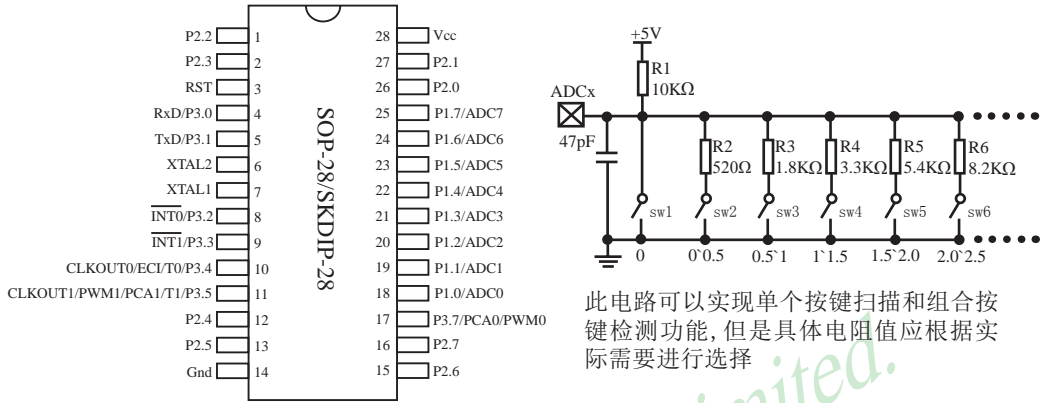 P2.2 1 28 Vcc
P2.3 2 27 P2.1
RST 3 26 P2.0
RxD/P3.0 4 25 P1.7/ADC7
TxD/P3.1 5 24 P1.6/ADC6
XTAL2 6 23 P1.5/ADC5
XTAL1 7 22 P1.4/ADC4
INT0/P3.2 8 21 P1.3/ADC3
INT1/P3.3 9 20 P1.2/ADC2
CLKOUT0/ECI/T0/P3.4 10 19 P1.1/ADC1
CLKOUT1/PWM1/PCA1/T1/P3.5 11 18 P1.0/ADC0
P2.4 12 17 P3.7/PCA0/PWM0
P2.5 13 16 P2.7
Gnd 14 15 P2.6
SOP-28/SKDIP-28
+5V
R1
10KΩ
ADCx
47pF
R2 R3 R4 R5 R6
520Ω 1.8KΩ 3.3KΩ 5.4KΩ 8.2KΩ
sw1 sw2 sw3 sw4 sw5 sw6
0 0`0.5 0.5`1 1`1.5 1.5`2.0 2.0`2.5
此电路可以实现单个按键扫描和组合按
键检测功能,但是具体电阻值应根据实
际需要进行选择
imited.